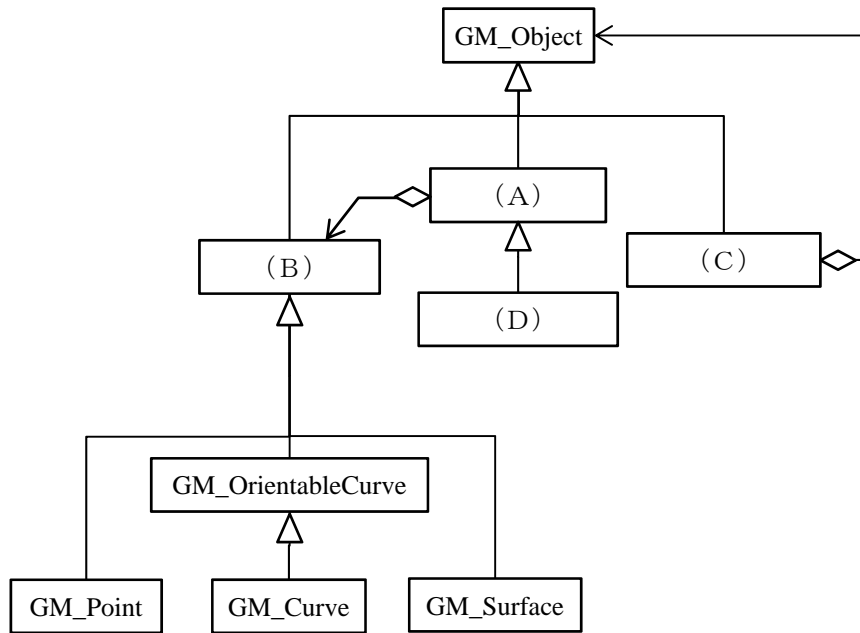 GM_Object
（A）
（B）
（C）
（D）
GM_OrientableCurve
GM_Point
GM_Curve
GM_Surface